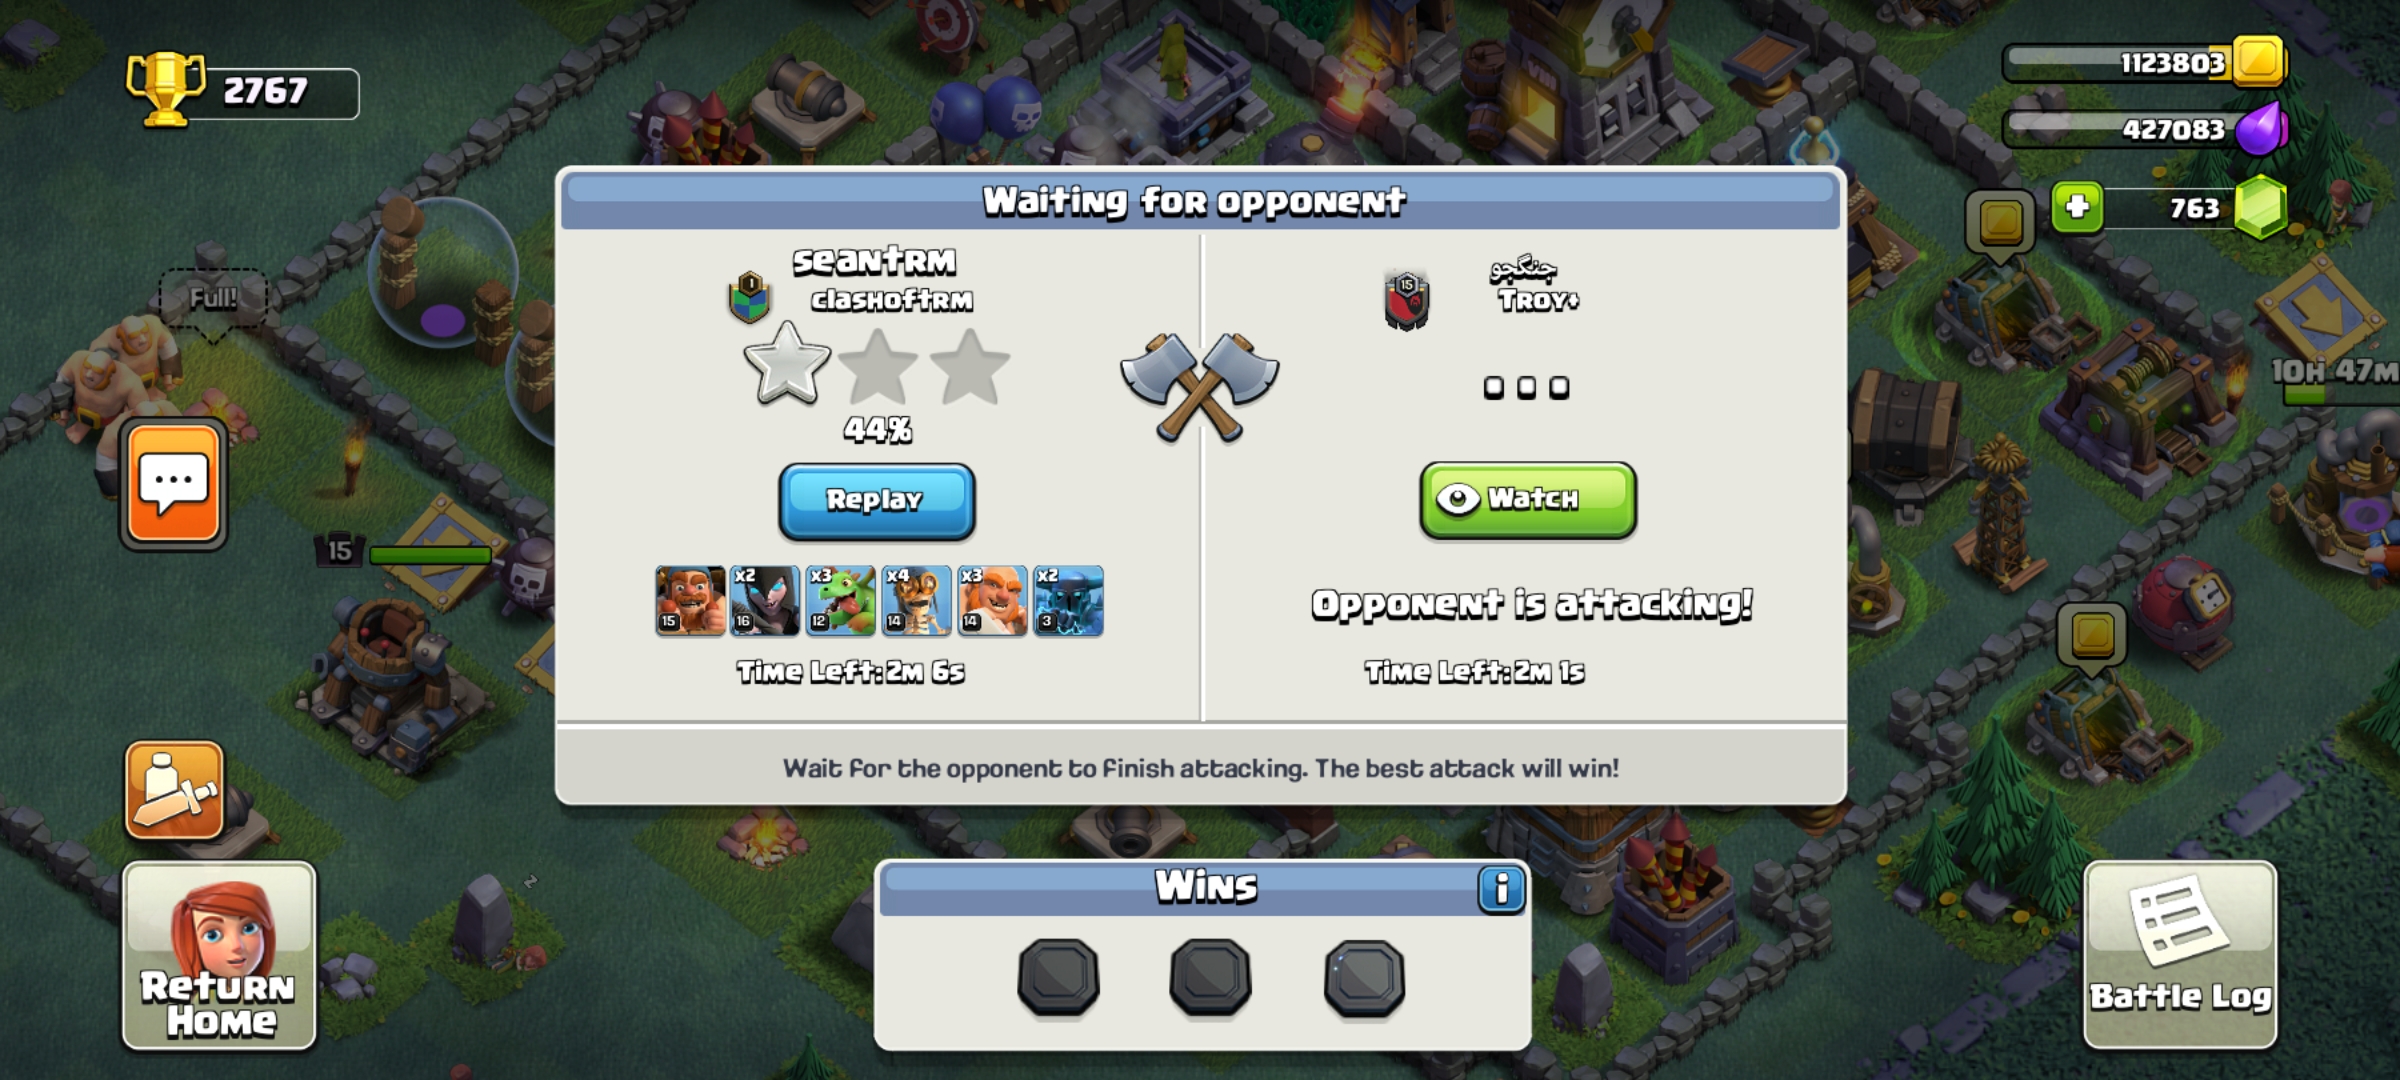 2767
1123803
427083
763
Full!
10H 47M
15
Waiting for opponent
seantrm
1
clashoftrm
44%
Replay
x2
x3
x4
x3
x2
15
16
12
14
14
3
Time Left:2m 6s
جنگجو
15
Troy+
Watch
Opponent is attacking!
Time Left:2m 1s
Wait for the opponent to finish attacking. The best attack will win!
Wins
i
Return
Home
Battle Log